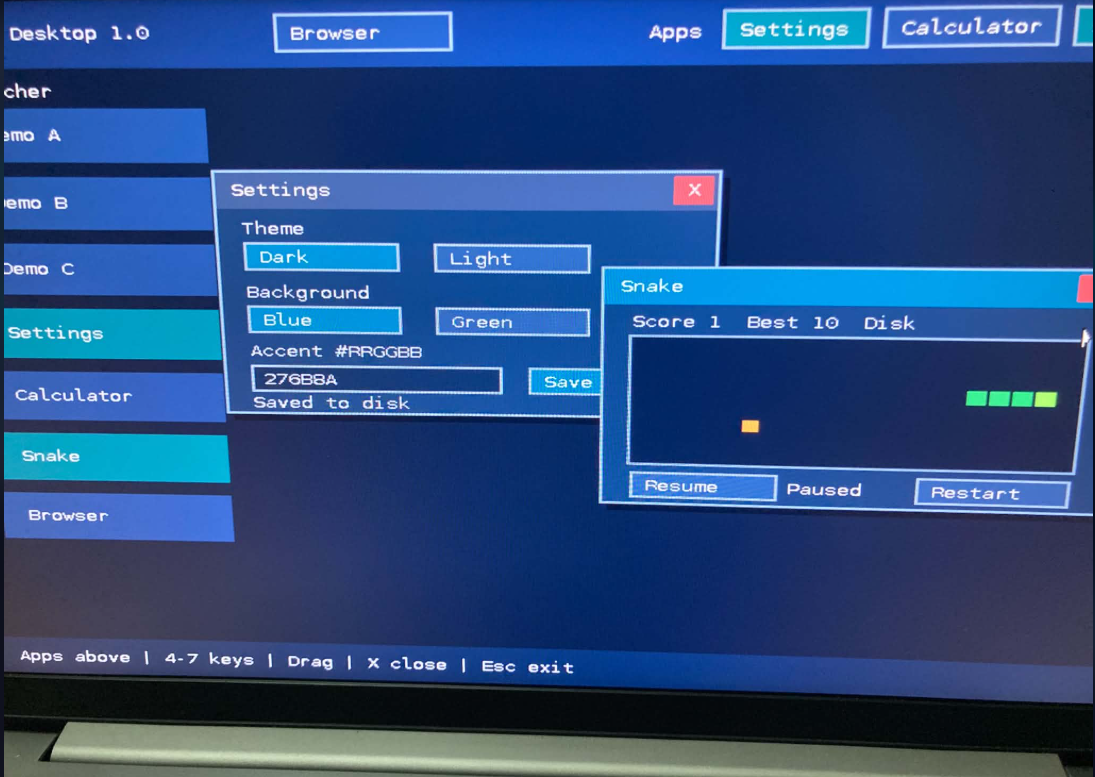 Desktop 1.0 Browser Apps Settings Calculator
cher
emo A
emo B
Demo C
Settings
Calculator
Snake
Browser
Settings X
Theme
Dark Light
Background
Blue Green
Accent #RRGGBB
276B8A Save
Saved to disk
Snake
Score 1 Best 10 Disk
Resume Paused Restart
Apps above | 4-7 keys | Drag | X close | Esc exit